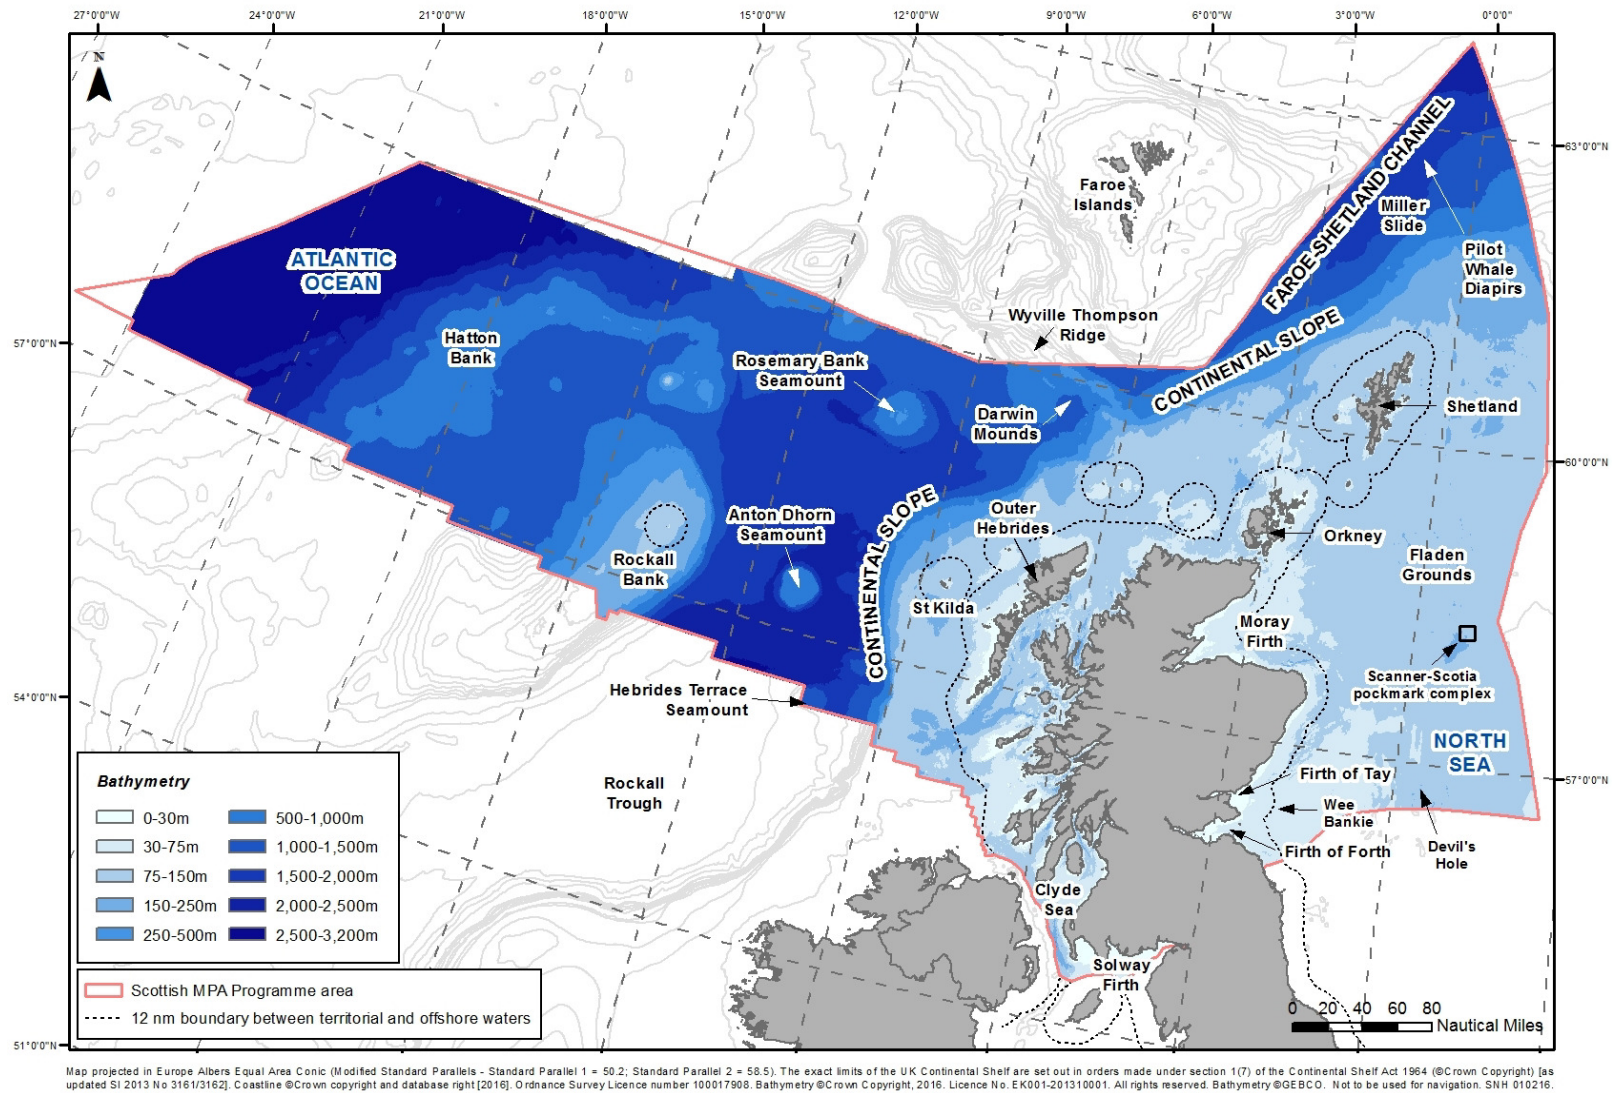 27°0'0"W 24°0'0"W 21°0'0"W 18°0'0"W 15°0'0"W 12°0'0"W 9°0'0"W 6°0'0"W 3°0'0"W 0°0'0"
N
63°0'0"N
Faroe
Islands
FAROE-SHETLAND CHANNEL
Miller
Slide
Pilot
Whale
Diapirs
ATLANTIC
OCEAN
Wyville Thompson
Ridge
57°0'0"N
Hatton
Bank
CONTINENTAL SLOPE
Rosemary Bank
Seamount
Darwin
Mounds
Shetland
60°0'0"N
CONTINENTAL SLOPE
Outer
Hebrides
Anton Dhorn
Seamount
Orkney
Rockall
Bank
Fladen
Grounds
St Kilda
Moray
Firth
Scanner-Scotia
pockmark complex
54°0'0"N
Hebrides Terrace
Seamount
NORTH
SEA
57°0'0"N
Rockall
Trough
Firth of Tay
Wee
Bankie
Firth of Forth
Devil's
Hole
Clyde
Sea
Solway
Firth
Bathymetry
0-30m
30-75m
75-150m
150-250m
250-500m
500-1,000m
1,000-1,500m
1,500-2,000m
2,000-2,500m
2,500-3,200m
Scottish MPA Programme area
12 nm boundary between territorial and offshore waters
0 20 40 60 80
Nautical Miles
51°0'0"N
Map projected in Europe Albers Equal Area Conic (Modified Standard Parallels - Standard Parallel 1 = 50.2; Standard Parallel 2 = 58.5). The exact limits of the UK Continental Shelf are set out in orders made under section 1(7) of the Continental Shelf Act 1964 (©Crown Copyright) [as
updated SI 2013 No 3161/3162]. Coastline ©Crown copyright and database right [2016]. Ordnance Survey Licence number 100017908. Bathymetry ©Crown Copyright, 2016. Licence No. EK001-201310001. All rights reserved. Bathymetry ©GEBCO. Not to be used for navigation. SNH 010216.